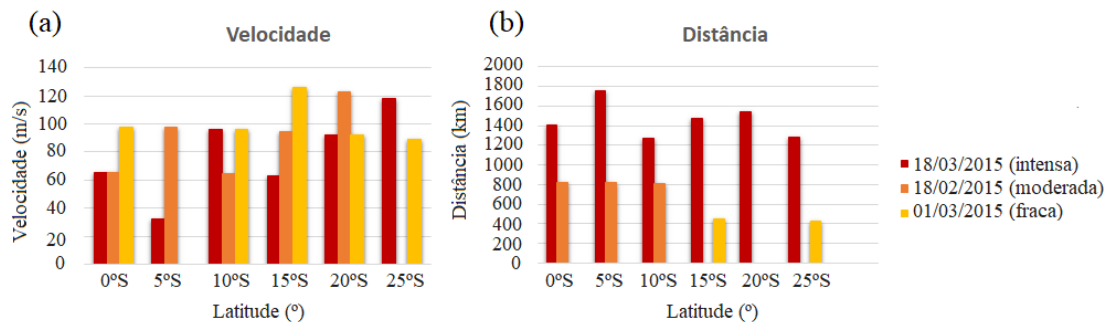 (a)
Velocidade
Velocidade (m/s)
140
120
100
80
60
40
20
0
0ºS 5ºS 10ºS 15ºS 20ºS 25ºS
Latitude (º)
(b)
Distância
Distância (km)
2000
1800
1600
1400
1200
1000
800
600
400
200
0
0ºS 5ºS 10ºS 15ºS 20ºS 25ºS
Latitude (º)
18/03/2015 (intensa)
18/02/2015 (moderada)
01/03/2015 (fraca)